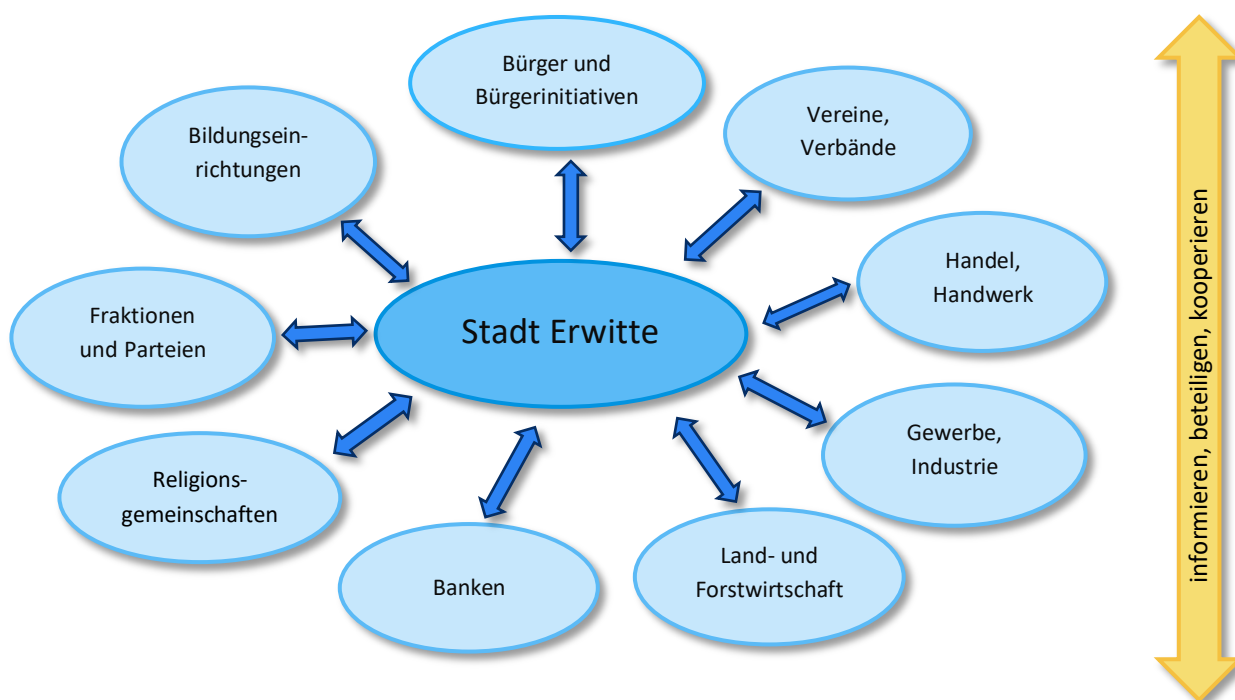 Bürger und
Bürgerinitiativen
Vereine,
Verbände
Bildungsein-
richtungen
Handel,
Handwerk
Stadt Erwitte
Fraktionen
und Parteien
Gewerbe,
Industrie
Religions-
gemeinschaften
Land- und
Forstwirtschaft
Banken
informieren, beteiligen, kooperieren